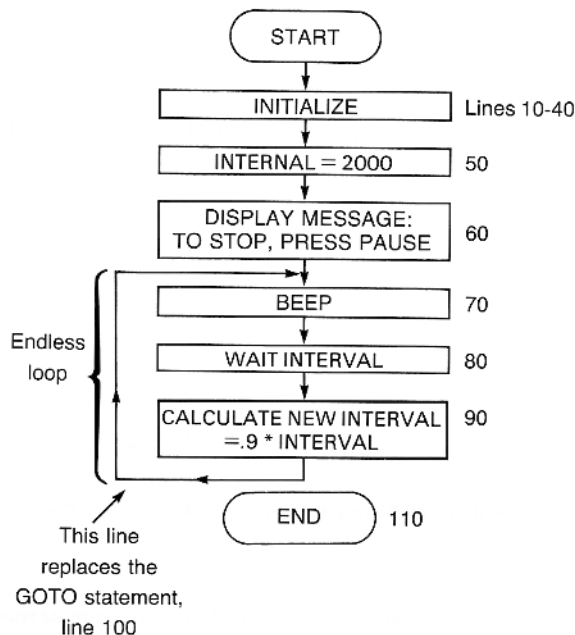 START
INITIALIZE
Lines 10-40
INTERNAL = 2000
50
DISPLAY MESSAGE:
TO STOP, PRESS PAUSE
60
BEEP
70
Endless
loop
WAIT INTERVAL
80
CALCULATE NEW INTERVAL
=.9 * INTERVAL
90
END
110
This line
replaces the
GOTO statement,
line 100